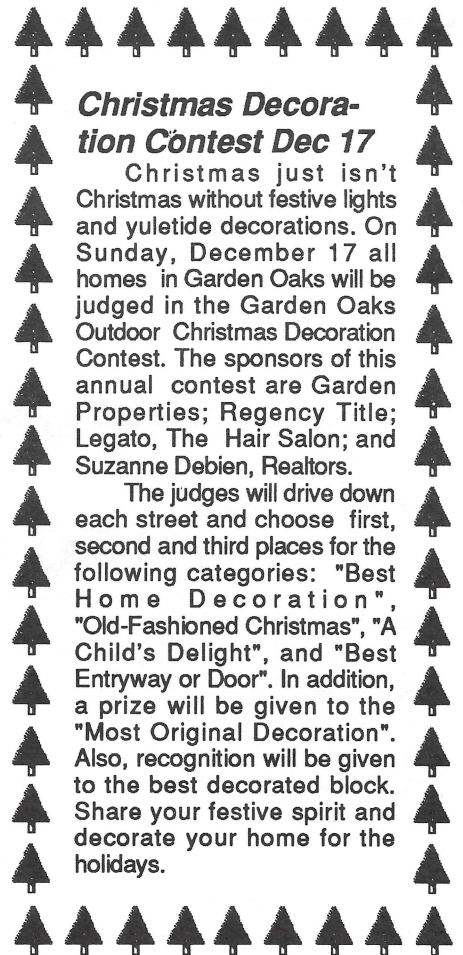 Christmas Decora-
tion Contest Dec 17
Christmas just isn't
Christmas without festive lights
and yuletide decorations. On
Sunday, December 17 all
homes in Garden Oaks will be
judged in the Garden Oaks
Outdoor Christmas Decoration
Contest. The sponsors of this
annual contest are Garden
Properties; Regency Title;
Legato, The Hair Salon; and
Suzanne Debien, Realtors.
The judges will drive down
each street and choose first,
second and third places for the
following categories: "Best
Home Decoration",
"Old-Fashioned Christmas", "A
Child's Delight", and "Best
Entryway or Door". In addition,
a prize will be given to the
"Most Original Decoration".
Also, recognition will be given
to the best decorated block.
Share your festive spirit and
decorate your home for the
holidays.